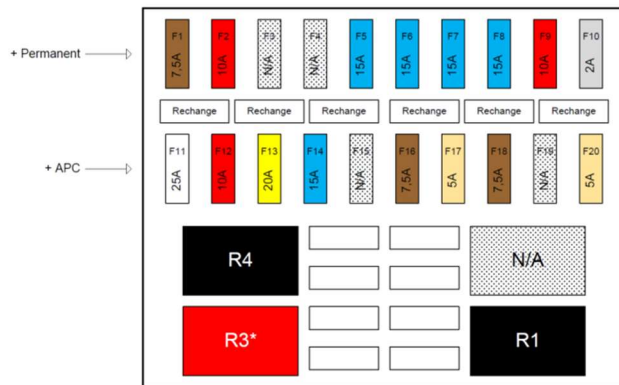 + Permanent
F1 F2 F3 F4 F5 F6 F7 F8 F9 F10
7,5A 10A N/A N/A 15A 15A 15A 15A 10A 2A
Rechange Rechange Rechange Rechange Rechange Rechange
+ APC
F11 F12 F13 F14 F15 F16 F17 F18 F19 F20
25A 10A 20A 15A N/A 7,5A 5A 7,5A N/A 5A
R4 N/A
R3* R1